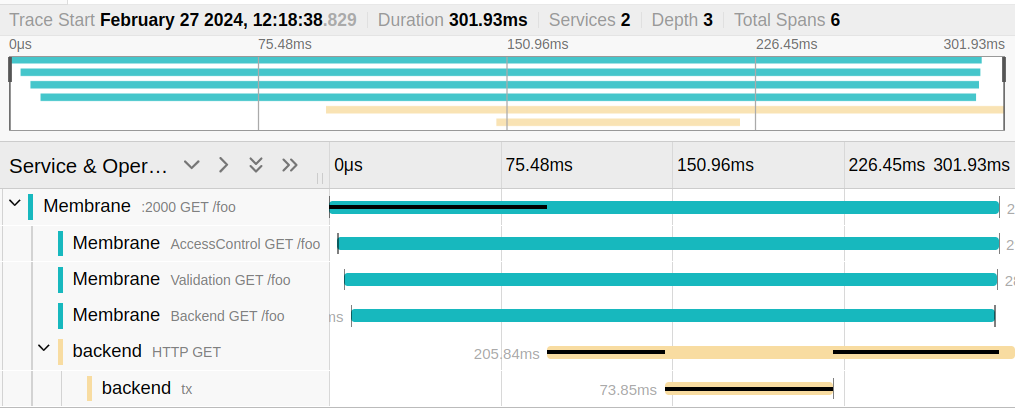 Trace Start February 27 2024, 12:18:38.829 Duration 301.93ms Services 2 Depth 3 Total Spans 6
0μs 75.48ms 150.96ms 226.45ms 301.93ms
Service & Oper… 0μs 75.48ms 150.96ms 226.45ms 301.93ms
Membrane :2000 GET /foo 2
Membrane AccessControl GET /foo 2
Membrane Validation GET /foo 28
Membrane Backend GET /foo ms
backend HTTP GET 205.84ms
backend tx 73.85ms